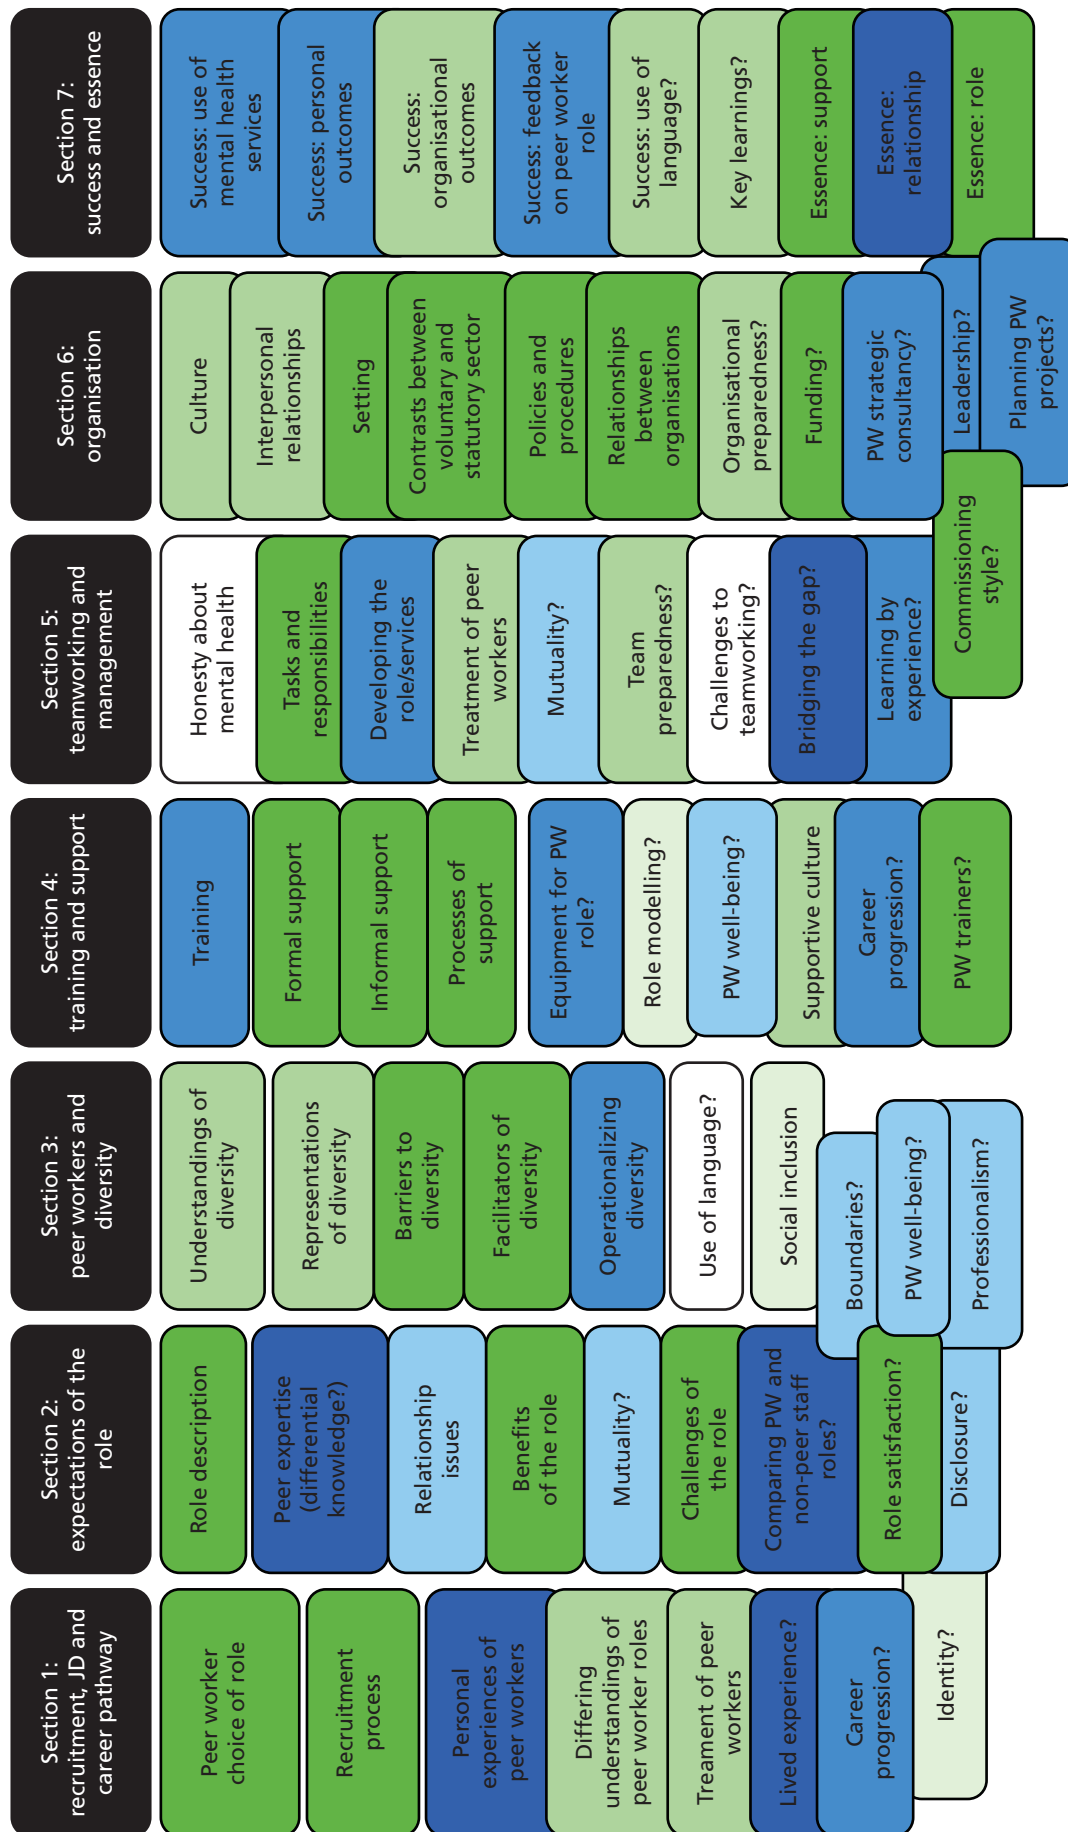 Section 1:
recruitment, JD and
career pathway
Peer worker
choice of role
Recruitment
process
Personal
experiences of
peer workers
Differing
understandings of
peer worker roles
Treament of peer
workers
Lived experience?
Career
progression?
Identity?
Section 2:
expectations of the
role
Role description
Peer expertise
(differential
knowledge?)
Relationship
issues
Benefits
of the role
Mutuality?
Challenges of
the role
Comparing PW and
non-peer staff
roles?
Role satisfaction?
Disclosure?
Section 3:
peer workers and
diversity
Understandings of
diversity
Representations
of diversity
Barriers to
diversity
Facilitators of
diversity
Operationalizing
diversity
Use of language?
Social inclusion
Boundaries?
PW well-being?
Professionalism?
Section 4:
training and support
Training
Formal support
Informal support
Processes of
support
Equipment for PW
role?
Role modelling?
PW well-being?
Supportive culture
Career
progression?
PW trainers?
Section 5:
teamworking and
management
Honesty about
mental health
Tasks and
responsibilities
Developing the
role/services
Treatment of peer
workers
Mutuality?
Team
preparedness?
Challenges to
teamworking?
Bridging the gap?
Learning by
experience?
Commissioning
style?
Section 6:
organisation
Culture
Interpersonal
relationships
Setting
Contrasts between
voluntary and
statutory sector
Policies and
procedures
Relationships
between
organisations
Organisational
preparedness?
Funding?
PW strategic
consultancy?
Leadership?
Planning PW
projects?
Section 7:
success and essence
Success: use of
mental health
services
Success: personal
outcomes
Success:
organisational
outcomes
Success: feedback
on peer worker
role
Success: use of
language?
Key learnings?
Essence: support
Essence:
relationship
Essence: role